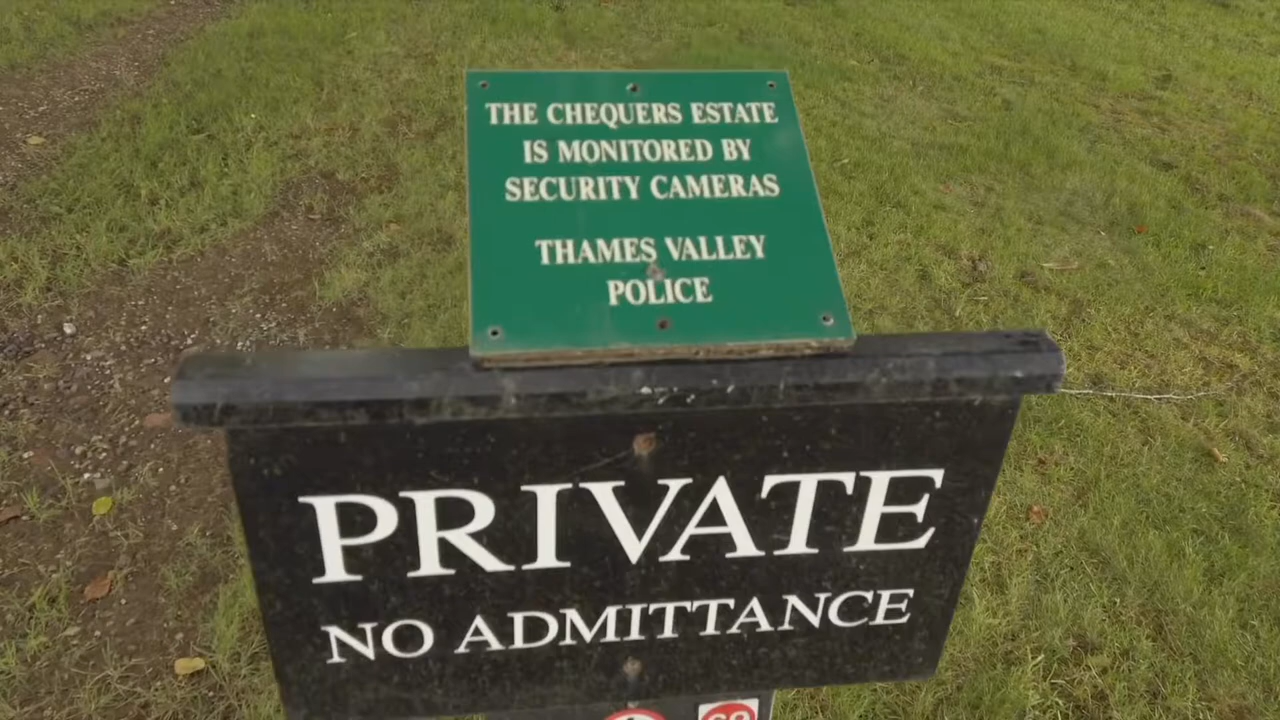 THE CHEQUERS ESTATE
IS MONITORED BY
SECURITY CAMERAS
THAMES VALLEY
POLICE
PRIVATE
NO ADMITTANCE